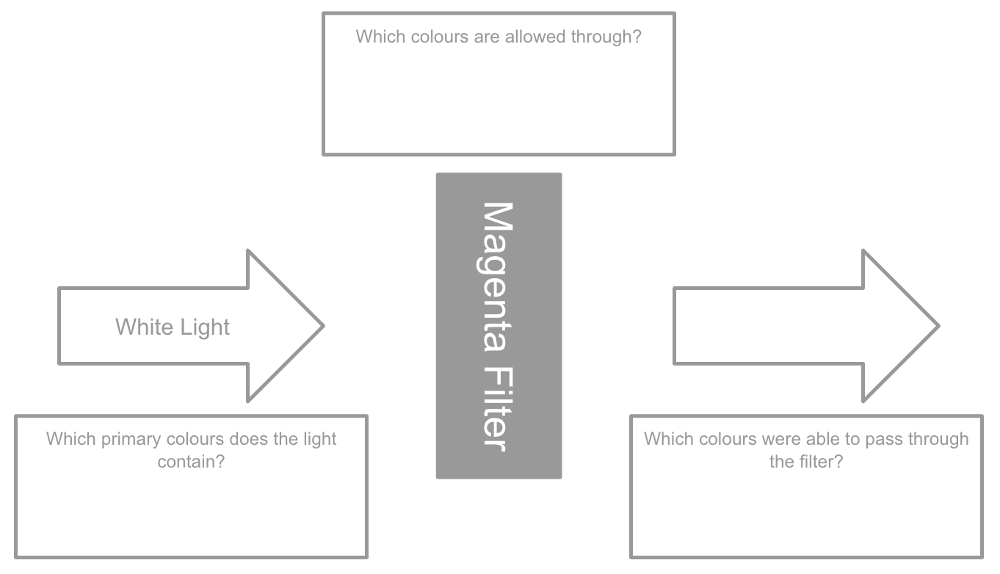 Which colours are allowed through?
Magenta Filter
White Light
Which primary colours does the light
contain?
Which colours were able to pass through
the filter?